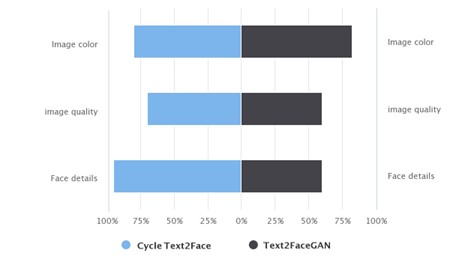 Image color Image color
image quality image quality
Face details Face details
100% 75% 50% 25% 0% 25% 50% 75% 100%
Cycle Text2Face Text2FaceGAN